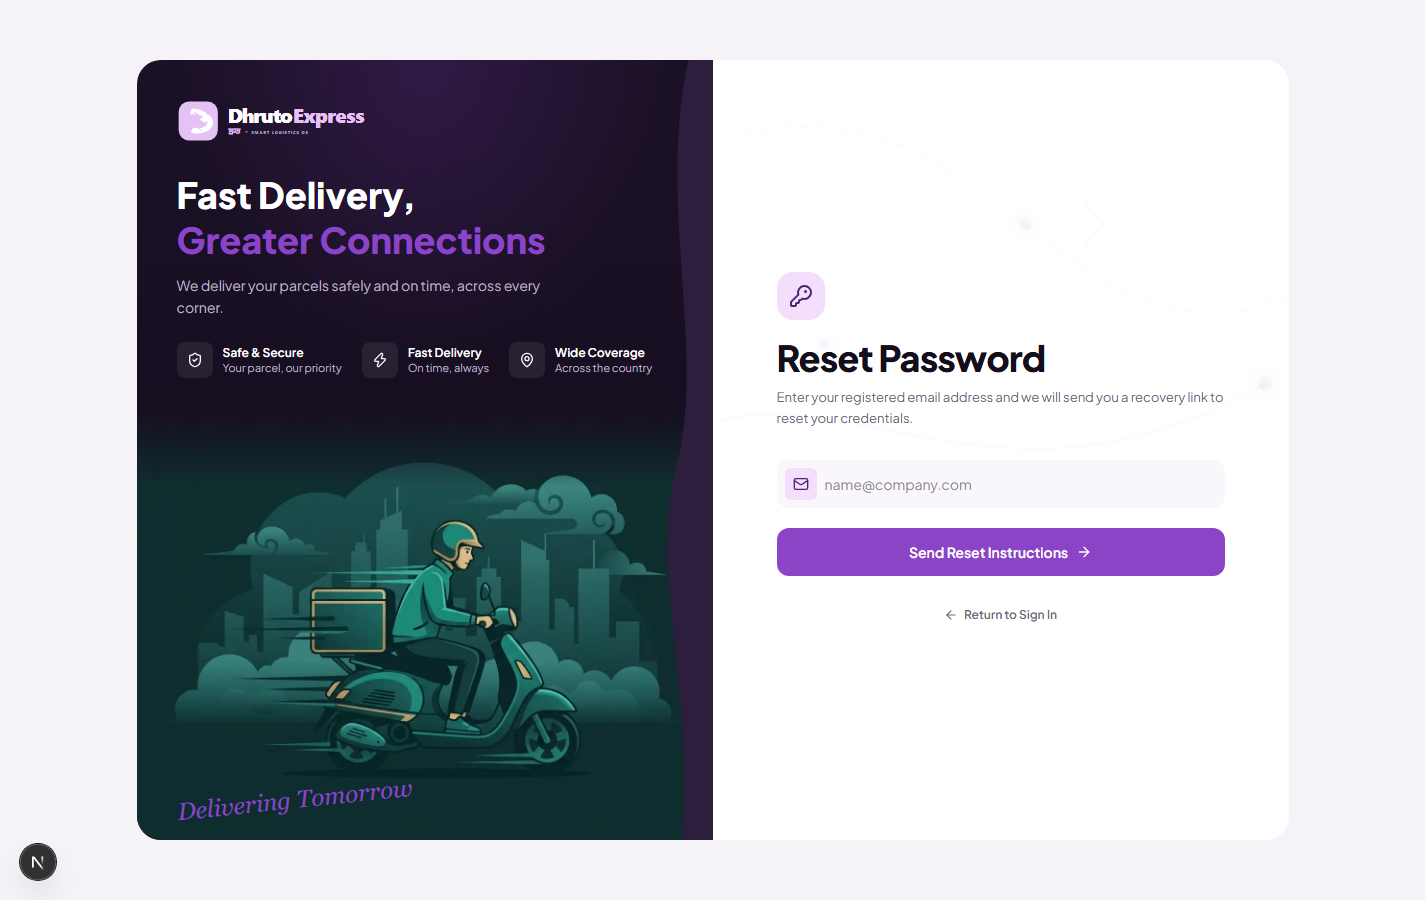 DhrutoExpress
SMART LOGISTICS OS
Fast Delivery,
Greater Connections
We deliver your parcels safely and on time, across every
corner.
Safe & Secure
Your parcel, our priority
Fast Delivery
On time, always
Wide Coverage
Across the country
Delivering Tomorrow
Reset Password
Enter your registered email address and we will send you a recovery link to
reset your credentials.
name@company.com
Send Reset Instructions
Return to Sign In
N